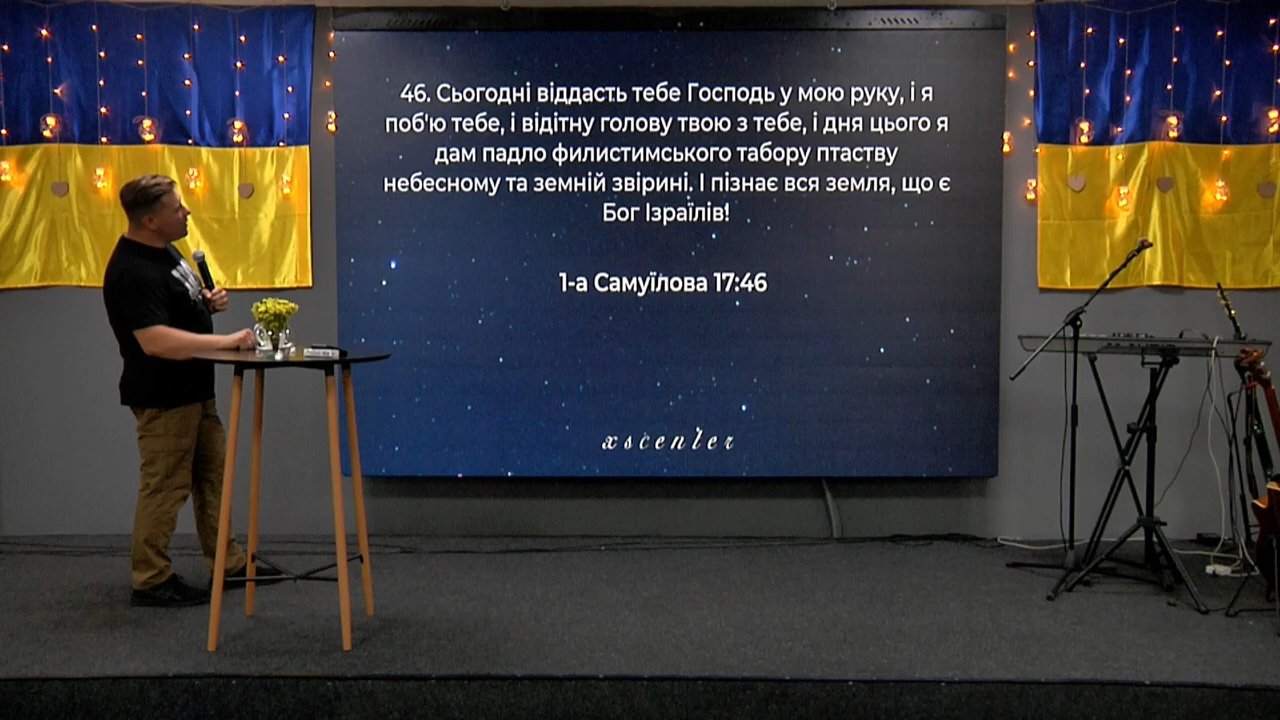 46. Сьогодні віддасть тебе Господь у мою руку, і я
поб'ю тебе, і відітну голову твою з тебе, і дня цього я
дам падло филистимського табору птаству
небесному та земній звірині. І пізнає вся земля, що є
Бог Ізраїлів!
1-а Самуїлова 17:46
xscenter